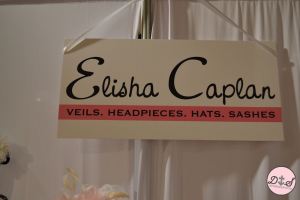 Elisha Caplan
VEILS. HEADPIECES. HATS. SASHES